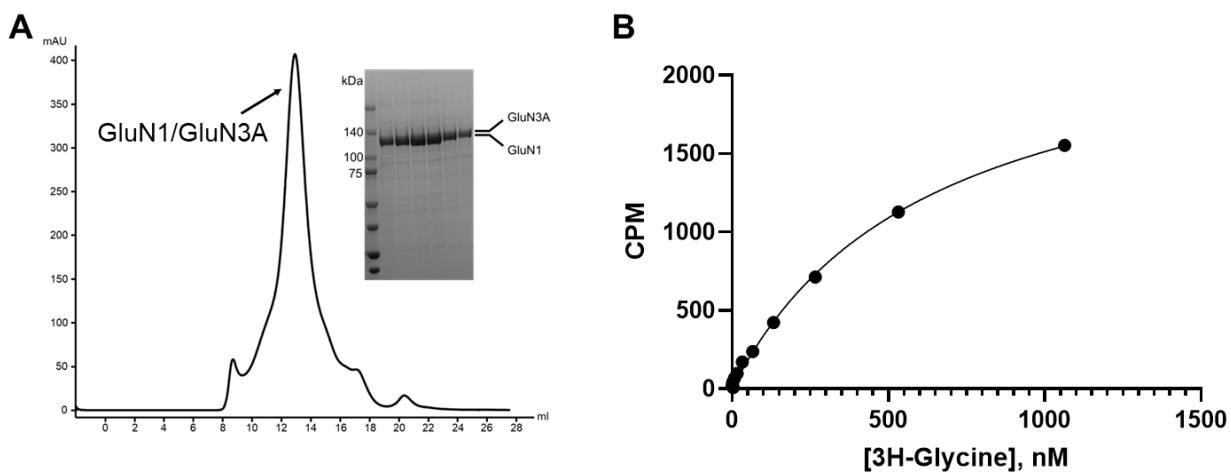 A
mAU
400
350
300
250
200
150
100
50
0
0 2 4 6 8 10 12 14 16 18 20 22 24 26 28 ml
GluN1/GluN3A
kDa
140
100
75
GluN3A
GluN1
B
2000
1500
1000
500
0
CPM
0 500 1000 1500
[3H-Glycine], nM